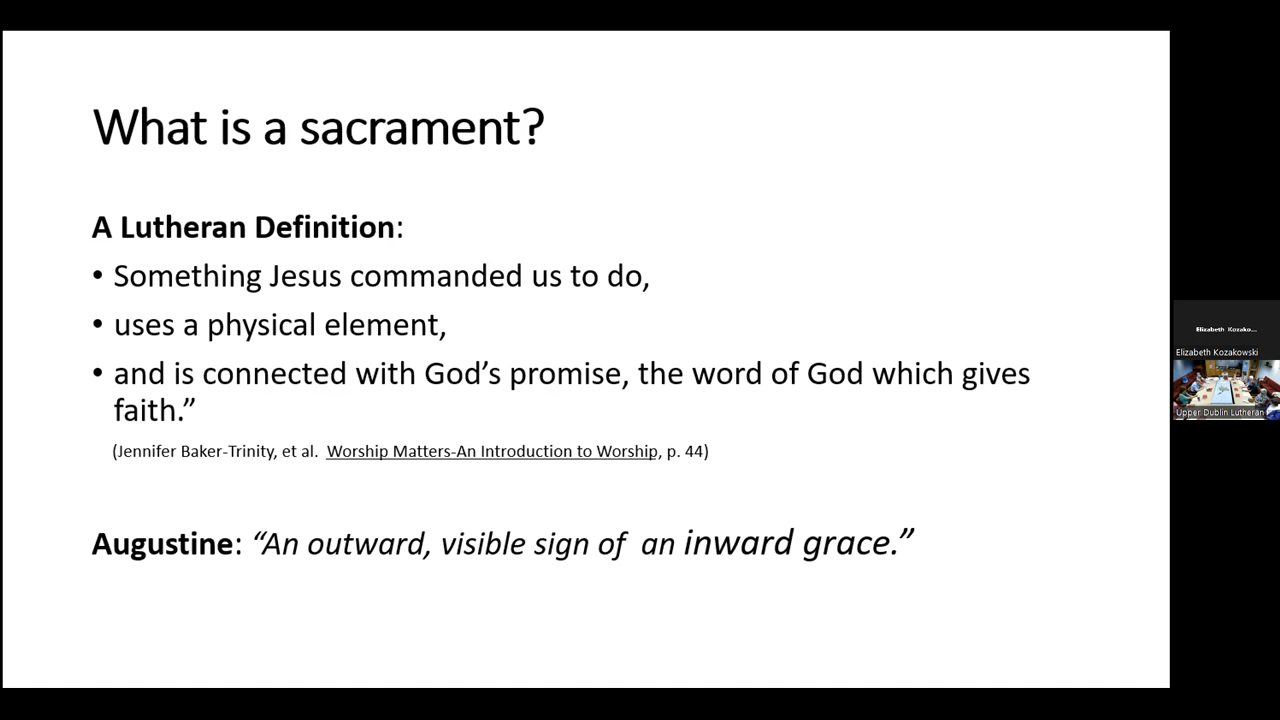 What is a sacrament?
A Lutheran Definition:
• Something Jesus commanded us to do,
• uses a physical element,
• and is connected with God’s promise, the word of God which gives
faith.”
(Jennifer Baker-Trinity, et al.  Worship Matters-An Introduction to Worship, p. 44)
Augustine: “An outward, visible sign of  an inward grace.”
Elizabeth Kozako...
Elizabeth Kozakowski
Upper Dublin Lutheran